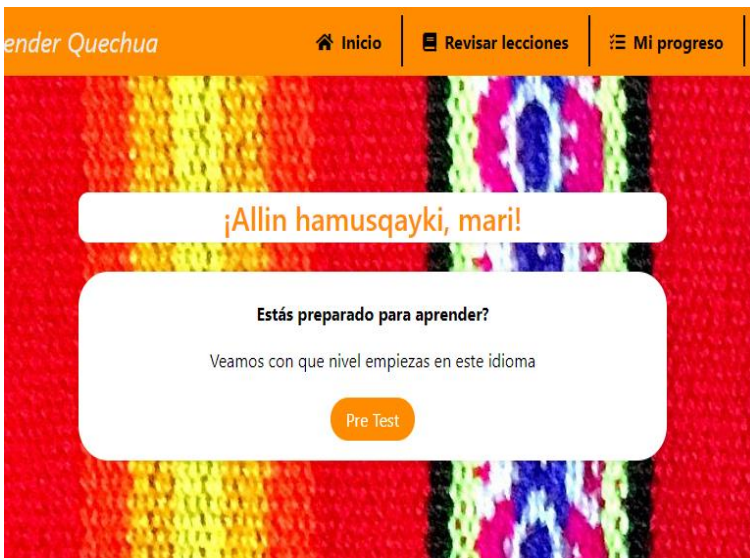 ender Quechua
Inicio
Revisar lecciones
Mi progreso
¡Allin hamusqayki, mari!
Estás preparado para aprender?
Veamos con que nivel empiezas en este idioma
Pre Test